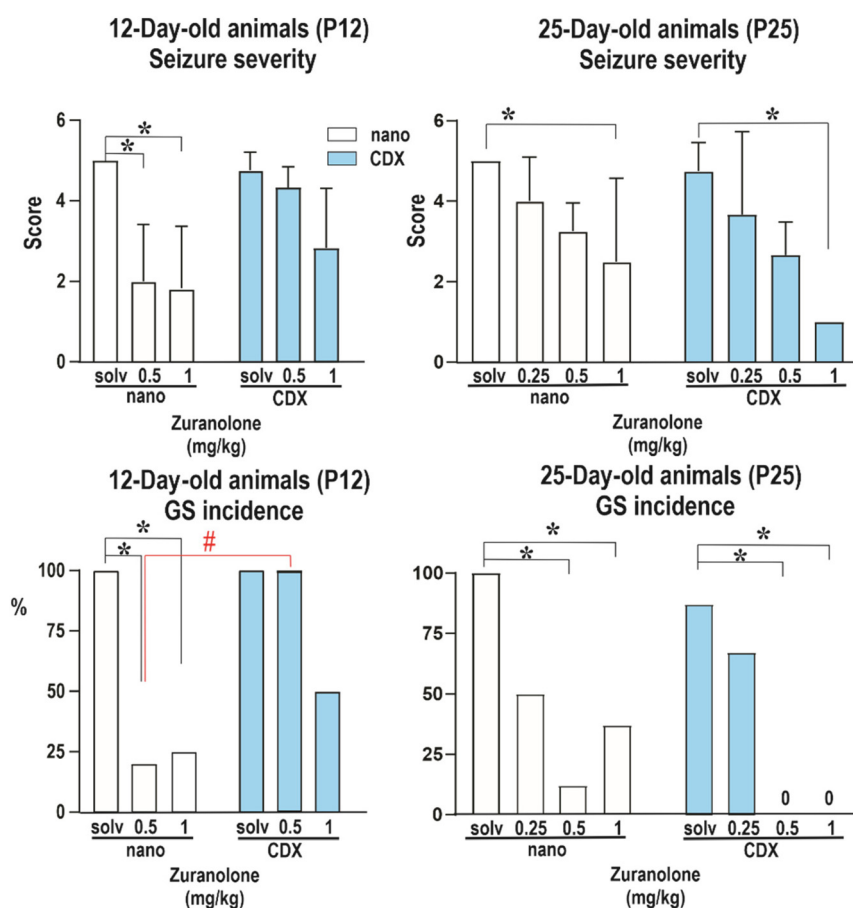 12-Day-old animals (P12)
Seizure severity
6
4
2
0
Score
*
*
nano
CDX
solv 0.5 1 solv 0.5 1
nano CDX
Zuranolone
(mg/kg)
25-Day-old animals (P25)
Seizure severity
6
4
2
0
Score
*
*
solv 0.25 0.5 1 solv 0.25 0.5 1
nano CDX
Zuranolone
(mg/kg)
12-Day-old animals (P12)
GS incidence
100
75
50
25
0
%
*
*
#
solv 0.5 1 solv 0.5 1
nano CDX
Zuranolone
(mg/kg)
25-Day-old animals (P25)
GS incidence
100
75
50
25
0
*
*
*
*
0 0
solv 0.25 0.5 1 solv 0.25 0.5 1
nano CDX
Zuranolone
(mg/kg)